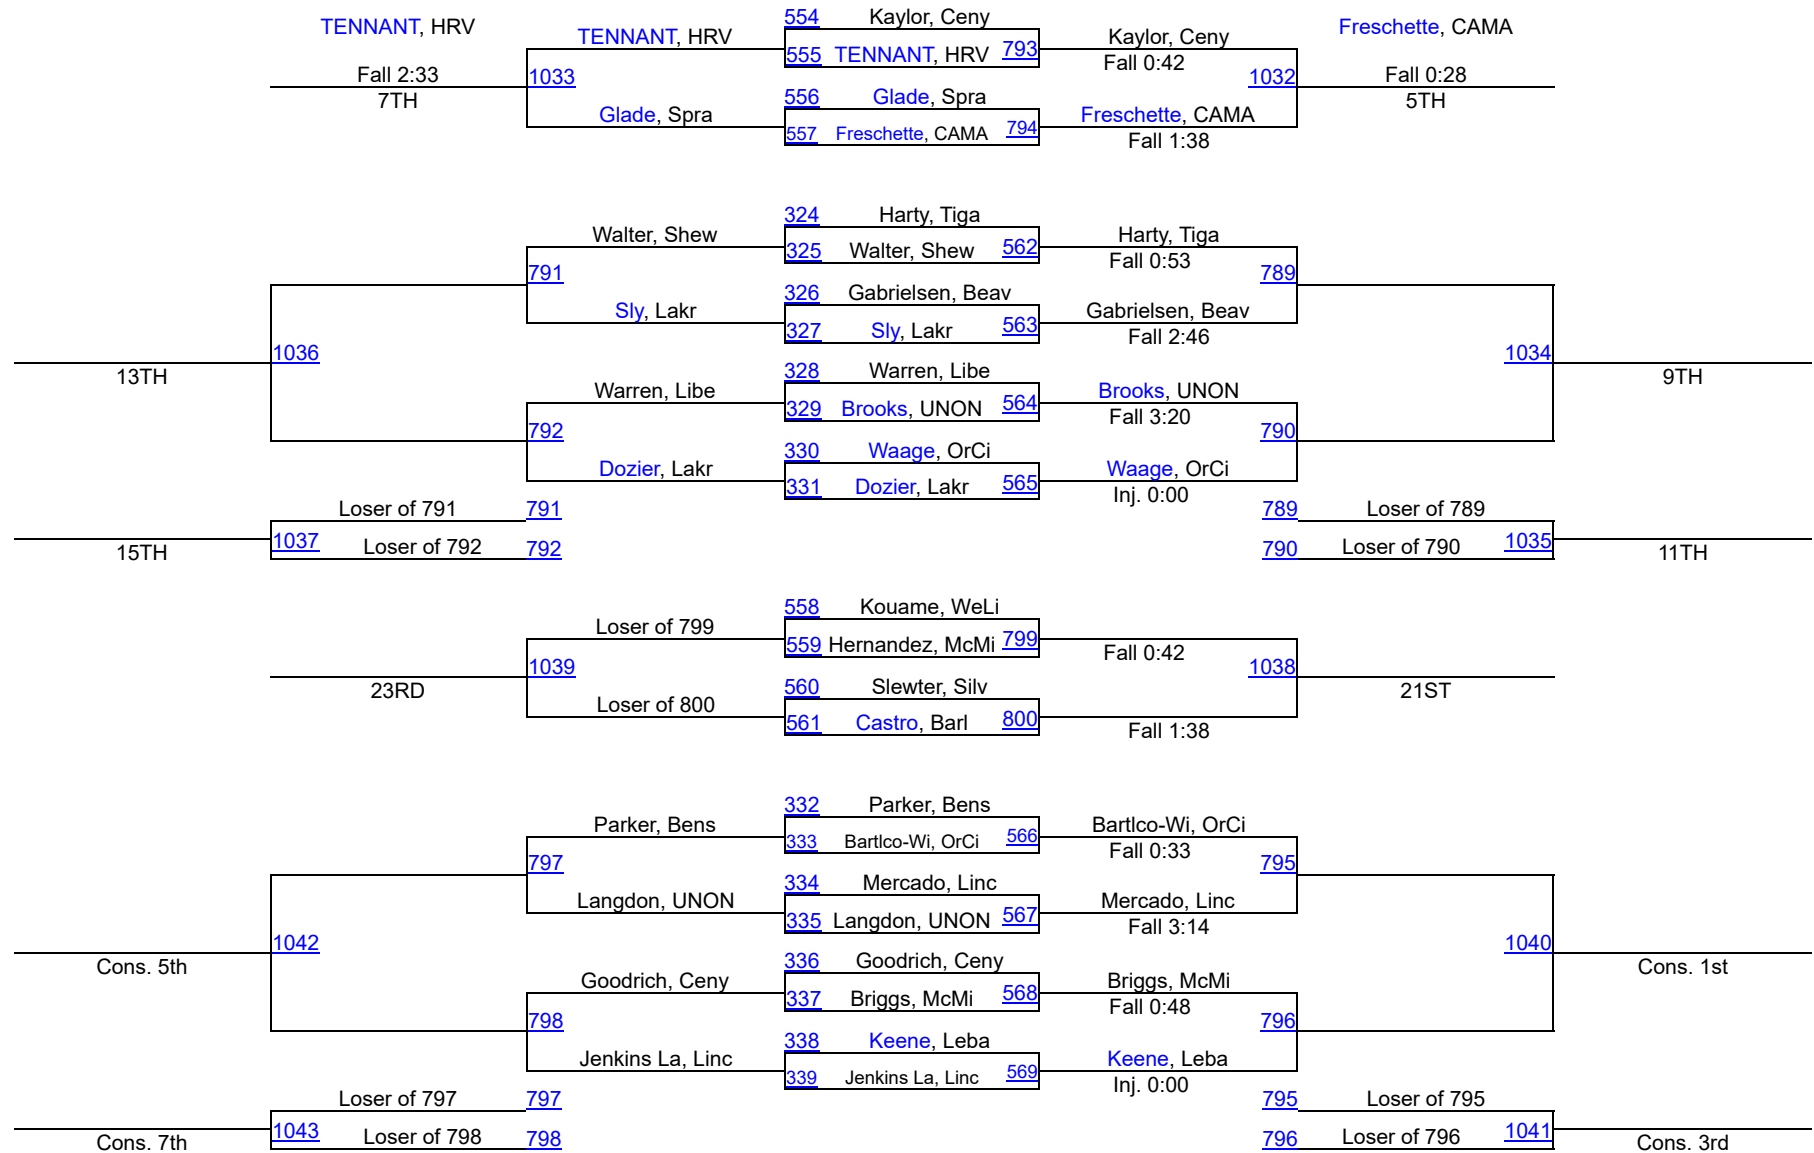 TENNANT, HRV
Fall 2:33
7TH
1033
TENNANT, HRV
Glade, Spra
554 Kaylor, Ceny
555 TENNANT, HRV 793
556 Glade, Spra
557 Freschette, CAMA 794
Kaylor, Ceny
Fall 0:42
Freschette, CAMA
Fall 1:38
1032
Freschette, CAMA
Fall 0:28
5TH
13TH
1036
791
792
Walter, Shew
Sly, Lakr
Warren, Libe
Dozier, Lakr
324 Harty, Tiga
325 Walter, Shew 562
326 Gabrielsen, Beav
327 Sly, Lakr 563
328 Warren, Libe
329 Brooks, UNON 564
330 Waage, OrCi
331 Dozier, Lakr 565
Harty, Tiga
Fall 0:53
Gabrielsen, Beav
Fall 2:46
Brooks, UNON
Fall 3:20
Waage, OrCi
Inj. 0:00
789
790
1034
9TH
Loser of 791 791
1037 Loser of 792 792
15TH
789 Loser of 789
790 Loser of 790 1035
11TH
23RD
1039
Loser of 799
Loser of 800
558 Kouame, WeLi
559 Hernandez, McMi 799
560 Slewter, Silv
561 Castro, Barl 800
Fall 0:42
Fall 1:38
1038
21ST
Cons. 5th
1042
797
798
Parker, Bens
Langdon, UNON
Goodrich, Ceny
Jenkins La, Linc
332 Parker, Bens
333 Bartlco-Wi, OrCi 566
334 Mercado, Linc
335 Langdon, UNON 567
336 Goodrich, Ceny
337 Briggs, McMi 568
338 Keene, Leba
339 Jenkins La, Linc 569
Bartlco-Wi, OrCi
Fall 0:33
Mercado, Linc
Fall 3:14
Briggs, McMi
Fall 0:48
Keene, Leba
Inj. 0:00
795
796
1040
Cons. 1st
Loser of 797 797
1043 Loser of 798 798
Cons. 7th
795 Loser of 795
796 Loser of 796 1041
Cons. 3rd